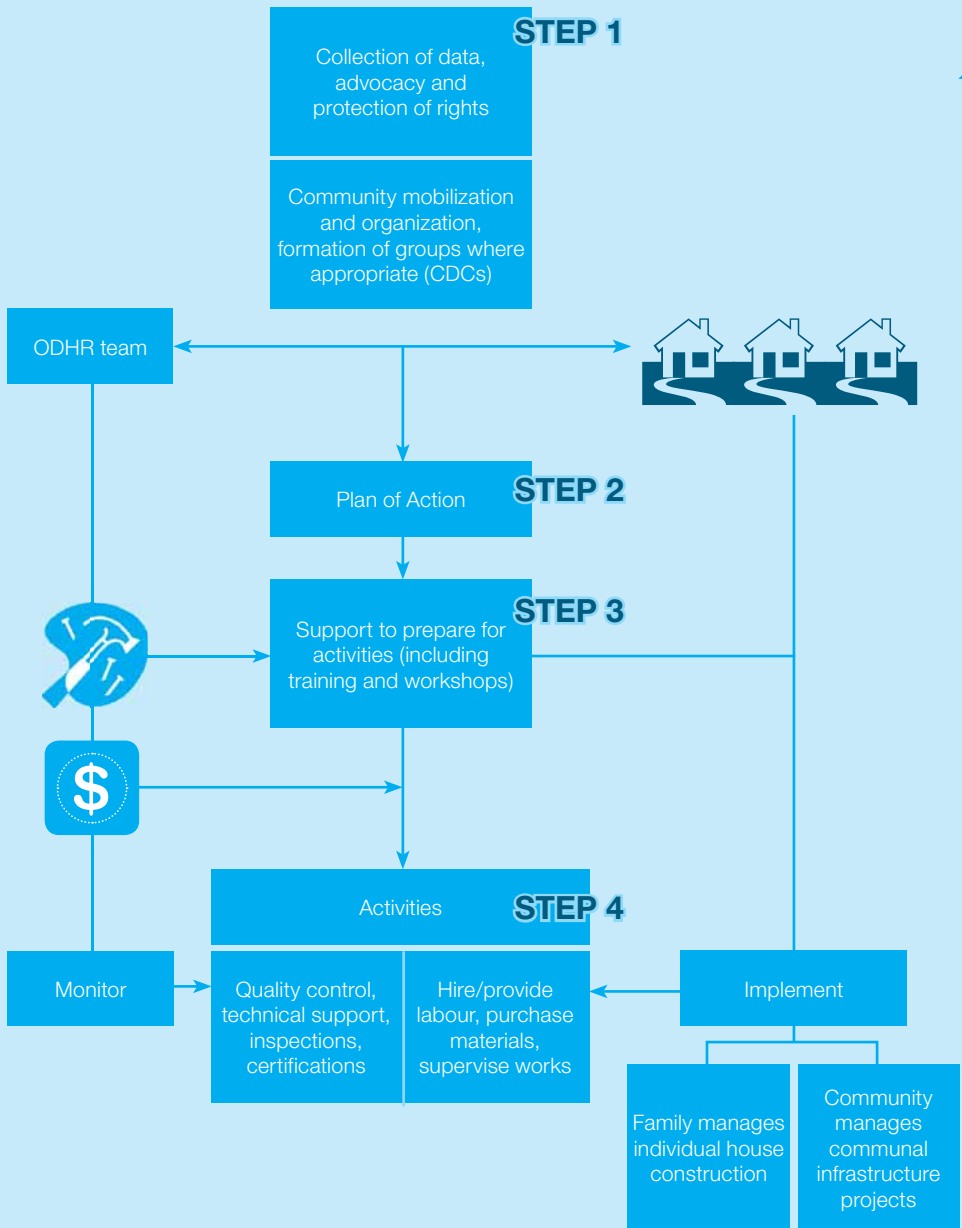 STEP 1
Collection of data,
advocacy and
protection of rights
Community mobilization
and organization,
formation of groups where
appropriate (CDCs)
ODHR team
Plan of Action
STEP 2
STEP 3
Support to prepare for
activities (including
training and workshops)
$
Activities
STEP 4
Monitor
Quality control,
technical support,
inspections,
certifications
Hire/provide
labour, purchase
materials,
supervise works
Implement
Family manages
individual house
construction
Community
manages
communal
infrastructure
projects